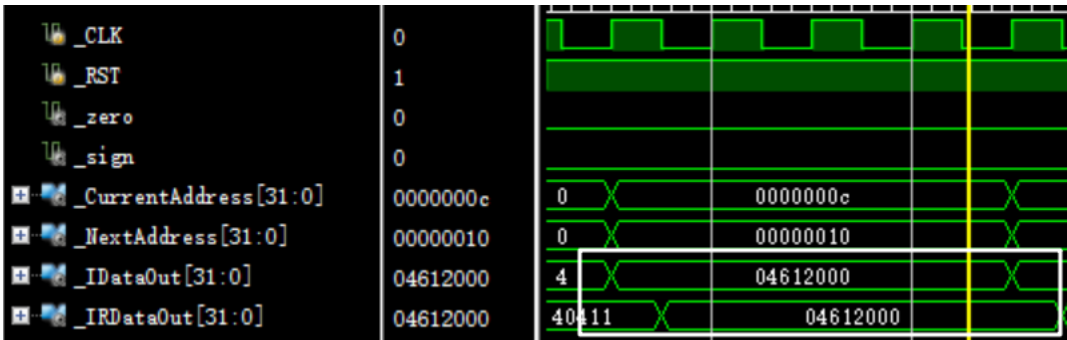 _CLK 0
_RST 1
_zero 0
_sign 0
_CurrentAddress[31:0] 0000000c 0 0000000c
_NextAddress[31:0] 00000010 0 00000010
_IDataOut[31:0] 04612000 4 04612000
_IRDataOut[31:0] 04612000 40411 04612000